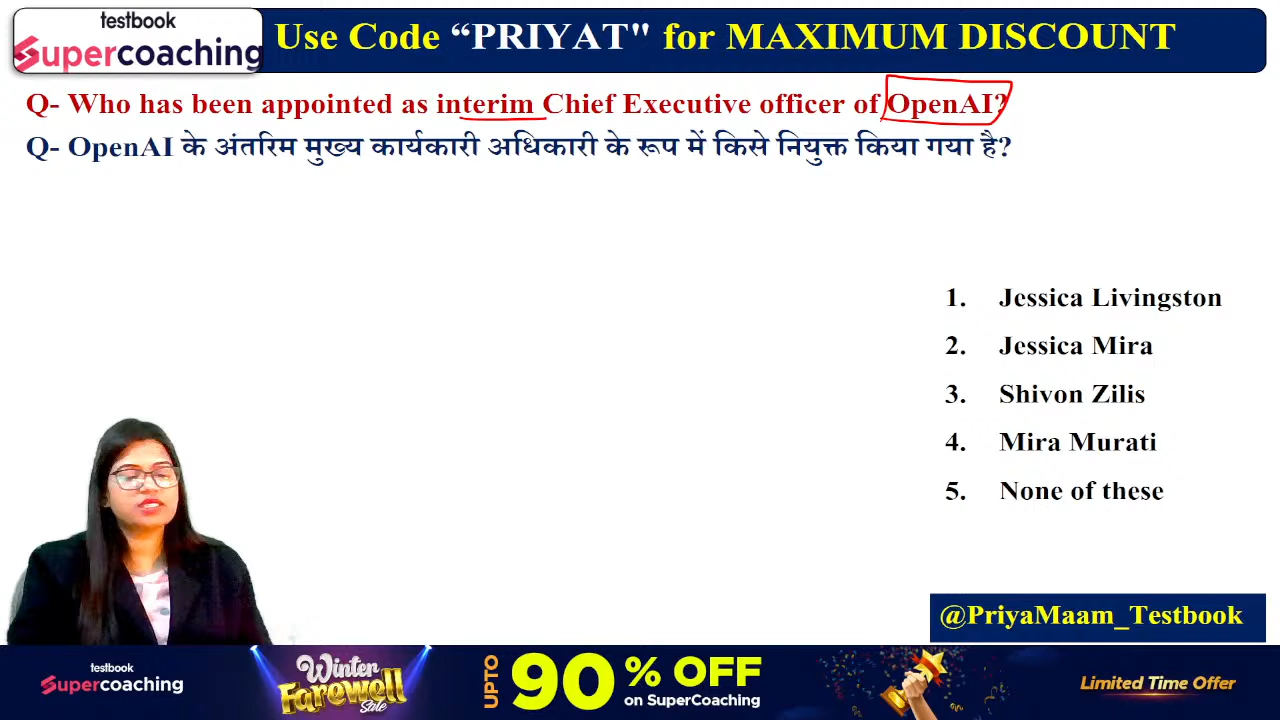 testbook
Supercoaching
Use Code “PRIYAT" for MAXIMUM DISCOUNT
Q- Who has been appointed as interim Chief Executive officer of OpenAI?
Q- OpenAI के अंतरिम मुख्य कार्यकारी अधिकारी के रूप में किसे नियुक्त किया गया है?
1. Jessica Livingston
2. Jessica Mira
3. Shivon Zilis
4. Mira Murati
5. None of these
@PriyaMaam_Testbook
testbook
Supercoaching
Winter
Farewell
Sale
UPTO
90 % OFF
on SuperCoaching
Limited Time Offer